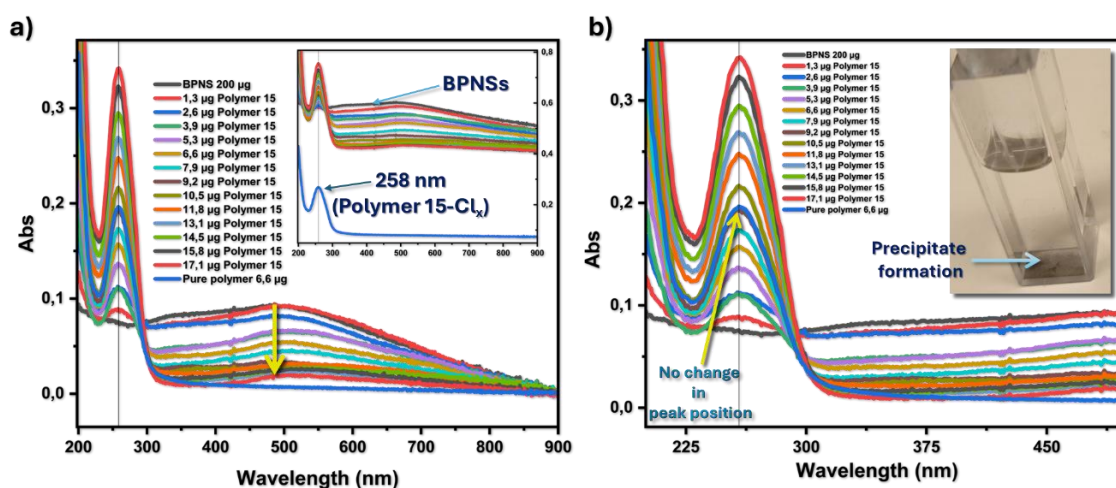 a)
Abs
0,3
0,2
0,1
0,0
200 300 400 500 600 700 800 900
Wavelength (nm)
BPNS 200 µg
1,3 µg Polymer 15
2,6 µg Polymer 15
3,9 µg Polymer 15
5,3 µg Polymer 15
6,6 µg Polymer 15
7,9 µg Polymer 15
9,2 µg Polymer 15
10,5 µg Polymer 15
11,8 µg Polymer 15
13,1 µg Polymer 15
14,5 µg Polymer 15
15,8 µg Polymer 15
17,1 µg Polymer 15
Pure polymer 6,6 µg
BPNSs
258 nm
(Polymer 15-Clₓ)
0,8
0,6
0,4
0,2
200 300 400 500 600 700 800 900
b)
Abs
0,3
0,2
0,1
0,0
225 300 375 450
Wavelength (nm)
BPNS 200 µg
1,3 µg Polymer 15
2,6 µg Polymer 15
3,9 µg Polymer 15
5,3 µg Polymer 15
6,6 µg Polymer 15
7,9 µg Polymer 15
9,2 µg Polymer 15
10,5 µg Polymer 15
11,8 µg Polymer 15
13,1 µg Polymer 15
14,5 µg Polymer 15
15,8 µg Polymer 15
17,1 µg Polymer 15
Pure polymer 6,6 µg
No change
in
peak position
Precipitate
formation